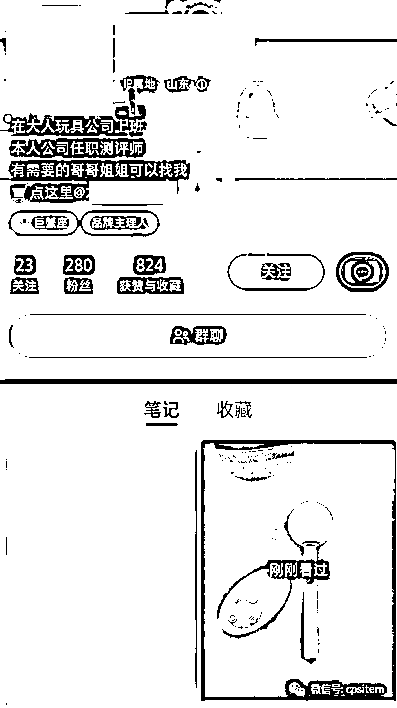 IP属地：山东
在大人玩具公司上班
本人公司任职测评师
有需要的哥哥姐姐可以找我
点这里@
巨蟹座 品牌主理人
23 280 824
关注 粉丝 获赞与收藏 关注
群聊
笔记 收藏
刚刚看过
微信号:cpsitem